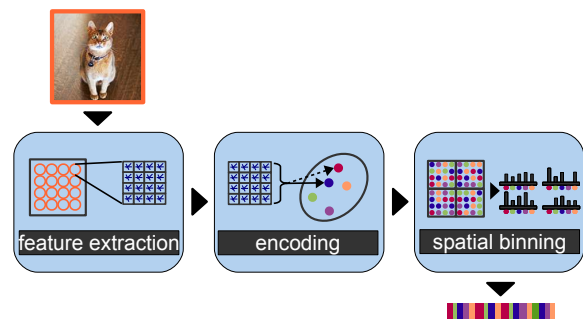 feature extraction
encoding
spatial binning